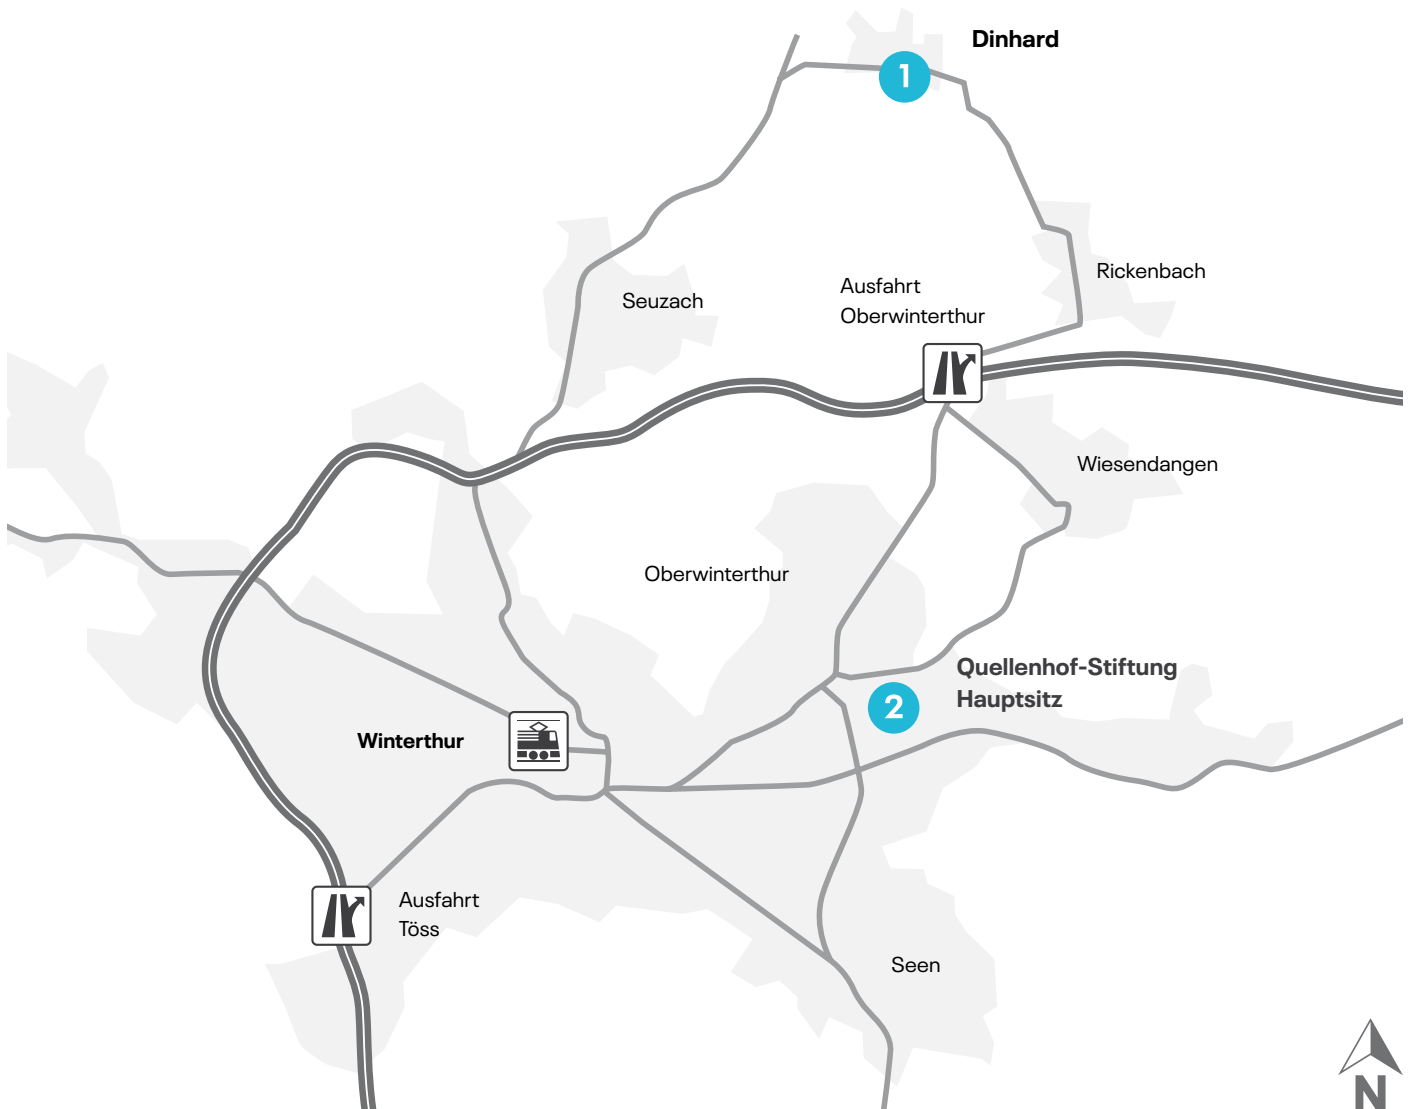 Dinhard
1
Rickenbach
Ausfahrt
Oberwinterthur
Seuzach
Wiesendangen
Oberwinterthur
Quellenhof-Stiftung
Hauptsitz
2
Winterthur
Ausfahrt
Töss
Seen
N